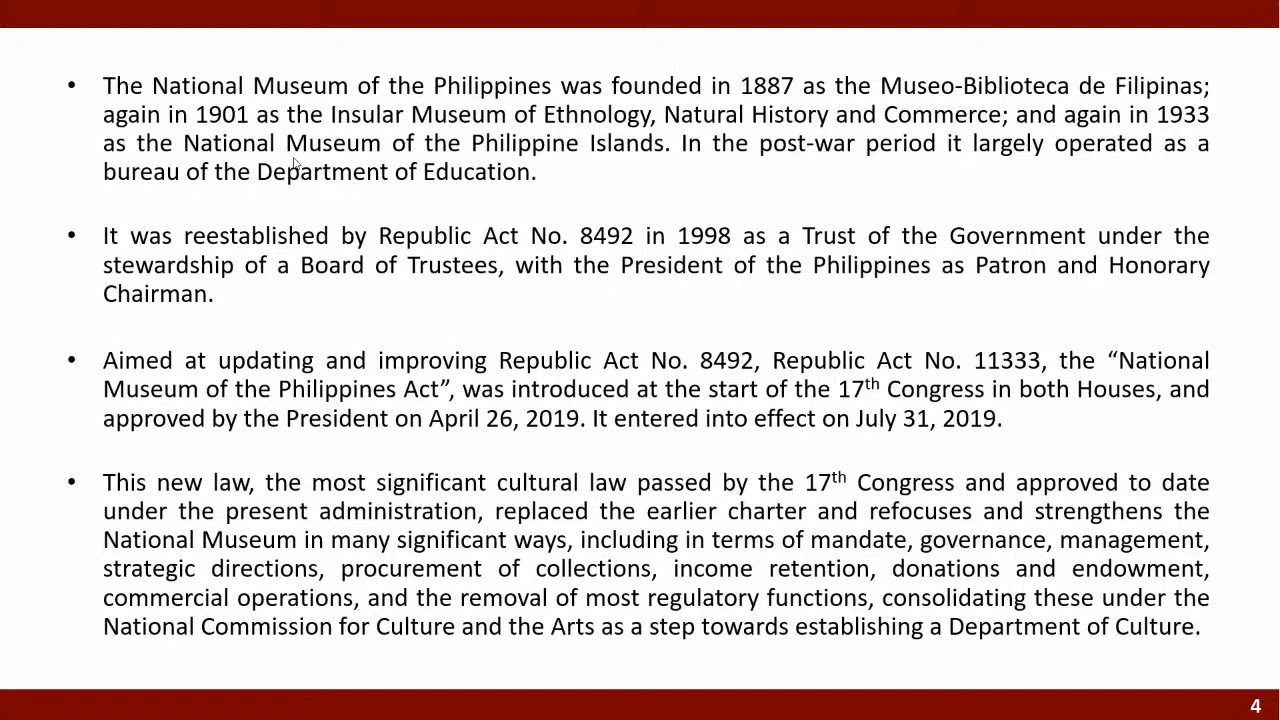 • The National Museum of the Philippines was founded in 1887 as the Museo-Biblioteca de Filipinas;
again in 1901 as the Insular Museum of Ethnology, Natural History and Commerce; and again in 1933
as the National Museum of the Philippine Islands. In the post-war period it largely operated as a
bureau of the Department of Education.
• It was reestablished by Republic Act No. 8492 in 1998 as a Trust of the Government under the
stewardship of a Board of Trustees, with the President of the Philippines as Patron and Honorary
Chairman.
• Aimed at updating and improving Republic Act No. 8492, Republic Act No. 11333, the “National
Museum of the Philippines Act”, was introduced at the start of the 17th Congress in both Houses, and
approved by the President on April 26, 2019. It entered into effect on July 31, 2019.
• This new law, the most significant cultural law passed by the 17th Congress and approved to date
under the present administration, replaced the earlier charter and refocuses and strengthens the
National Museum in many significant ways, including in terms of mandate, governance, management,
strategic directions, procurement of collections, income retention, donations and endowment,
commercial operations, and the removal of most regulatory functions, consolidating these under the
National Commission for Culture and the Arts as a step towards establishing a Department of Culture.
4